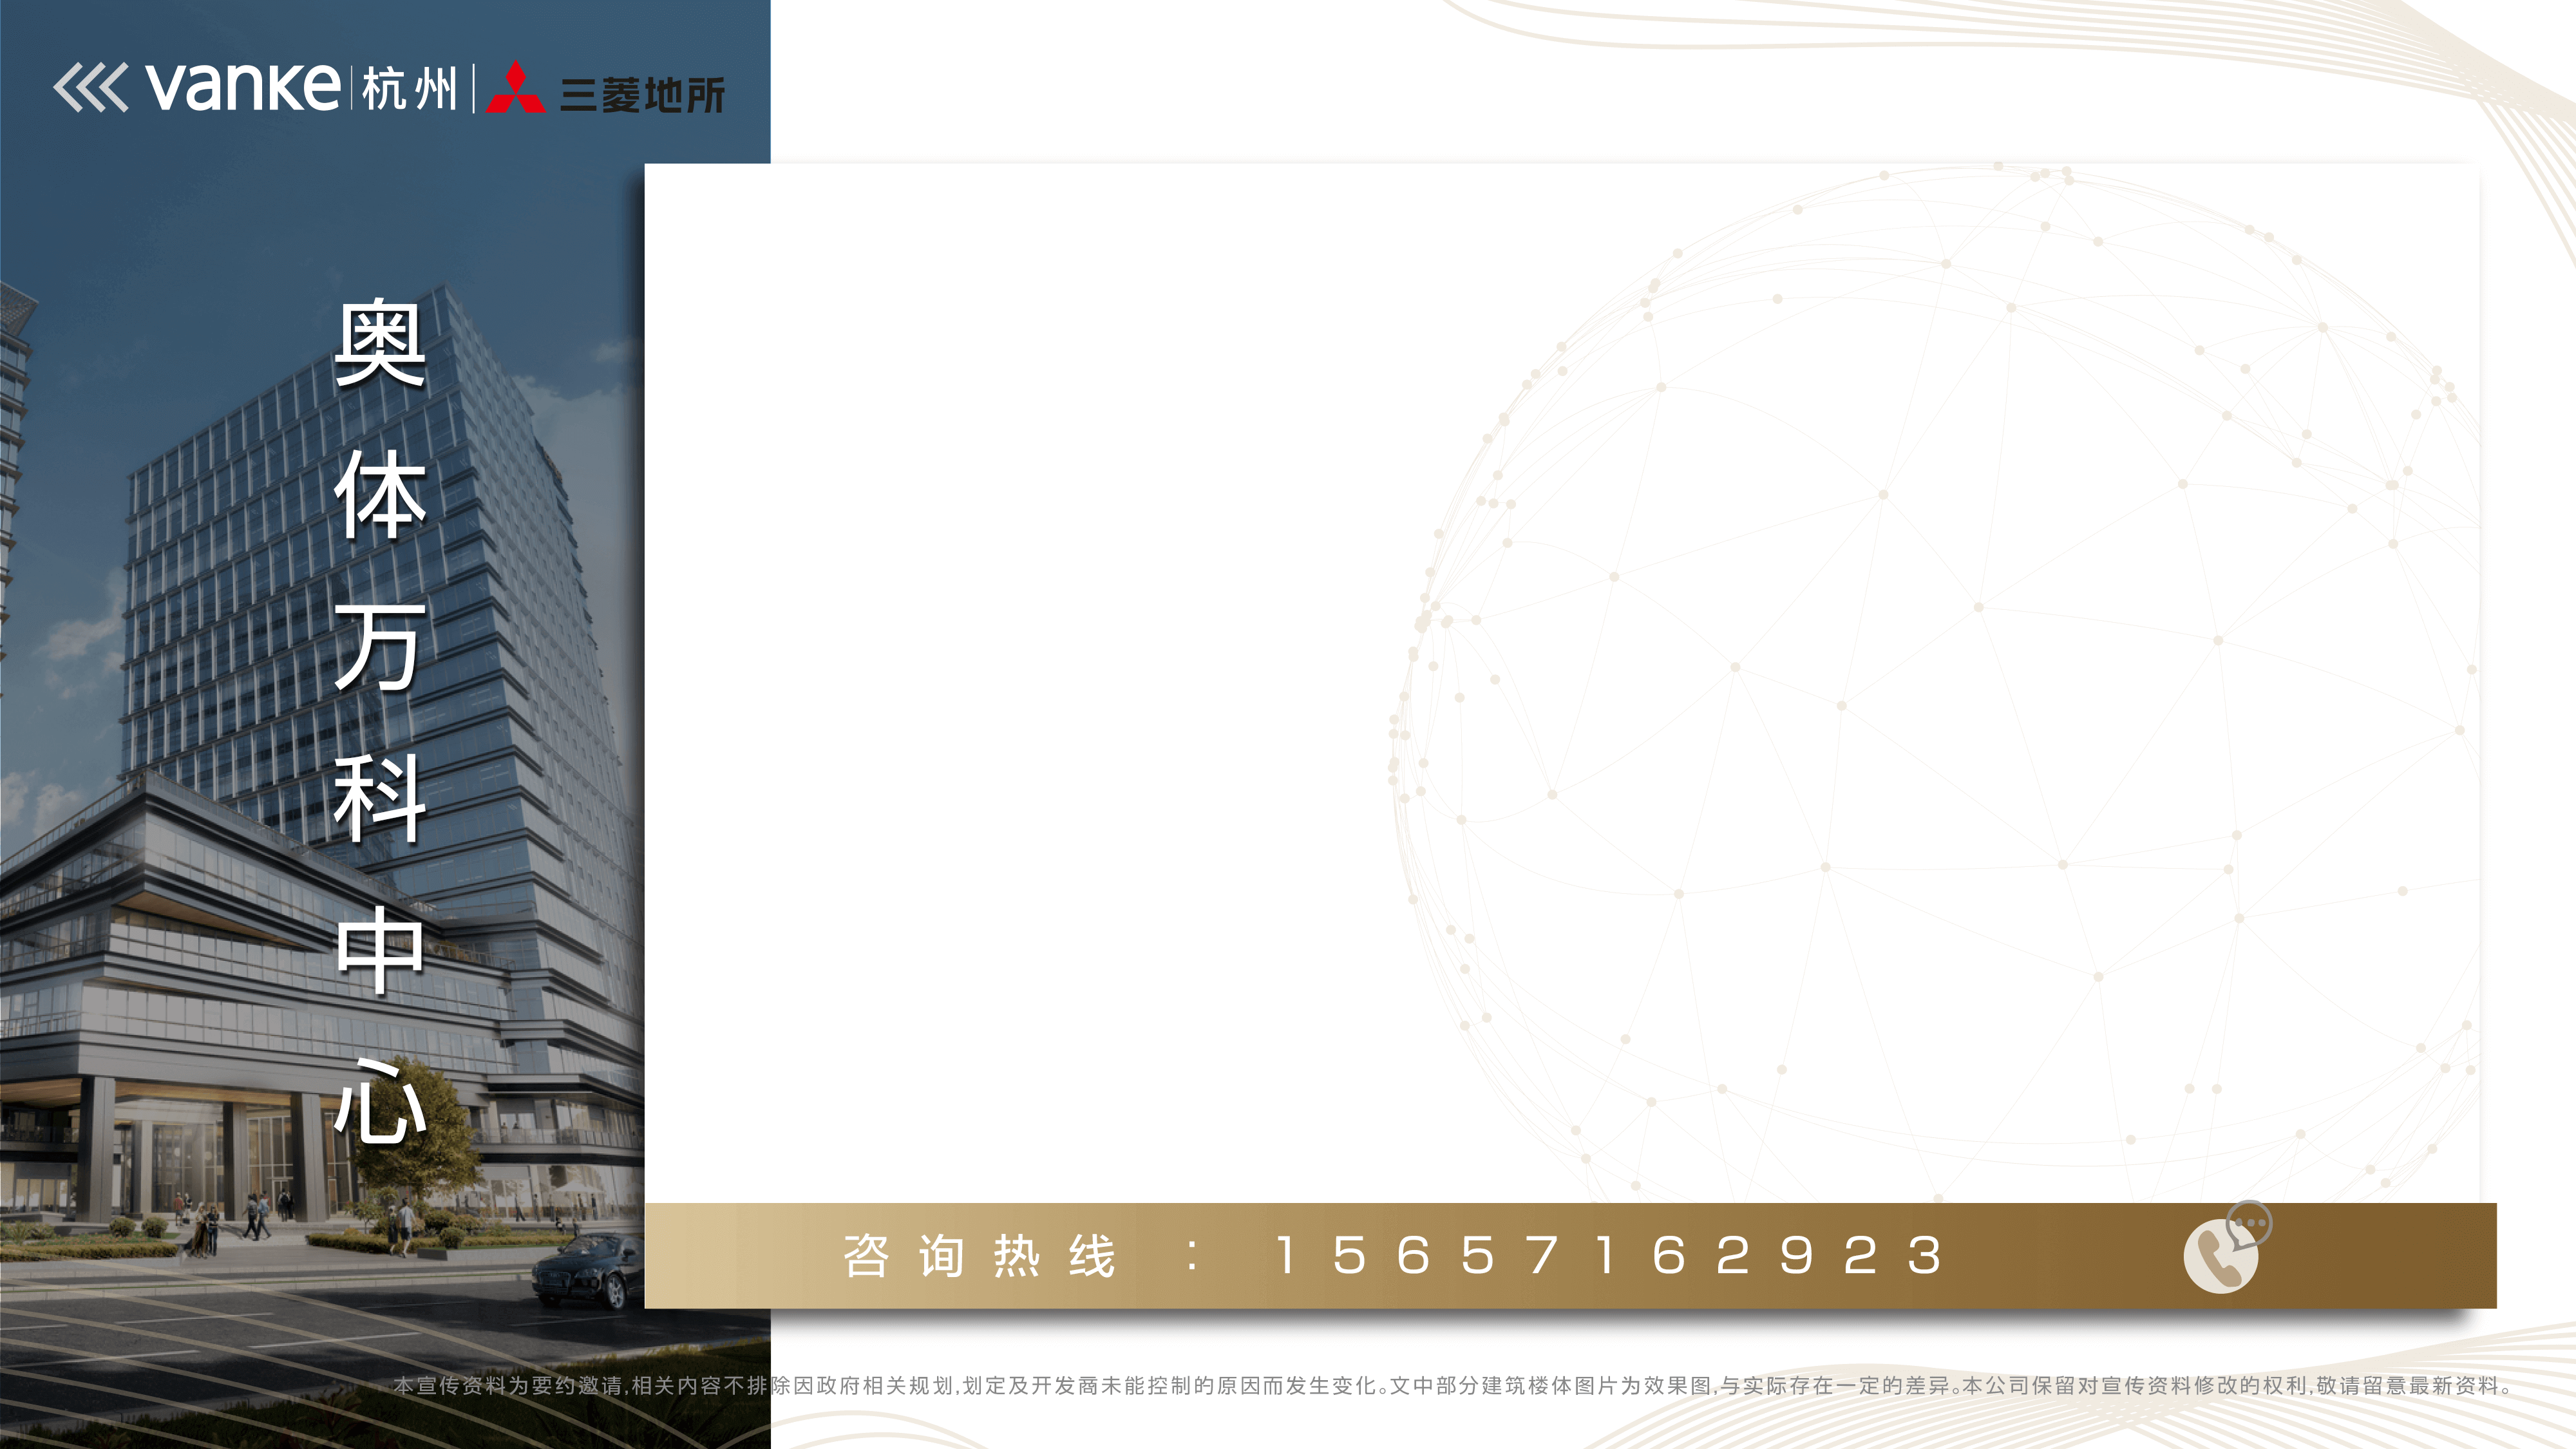 vanke 杭州 三菱地所
奥体万科中心
咨询热线：15657162923
本宣传资料为要约邀请,相关内容不排除因政府相关规划,划定及开发商未能控制的原因而发生变化。文中部分建筑楼体图片为效果图,与实际存在一定的差异。本公司保留对宣传资料修改的权利,敬请留意最新资料。